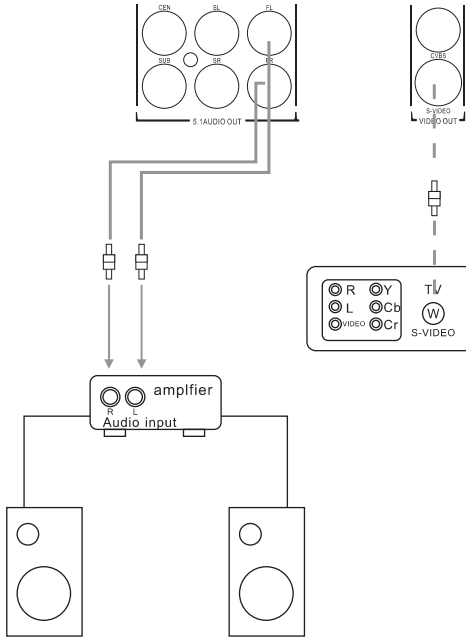 CEN SL FL
SUB SR FR
CVBS
S-VIDEO
5.1AUDIO OUT
VIDEO OUT
R Y TV
L Cb W
VIDEO Cr S-VIDEO
amplfier
R L
Audio input